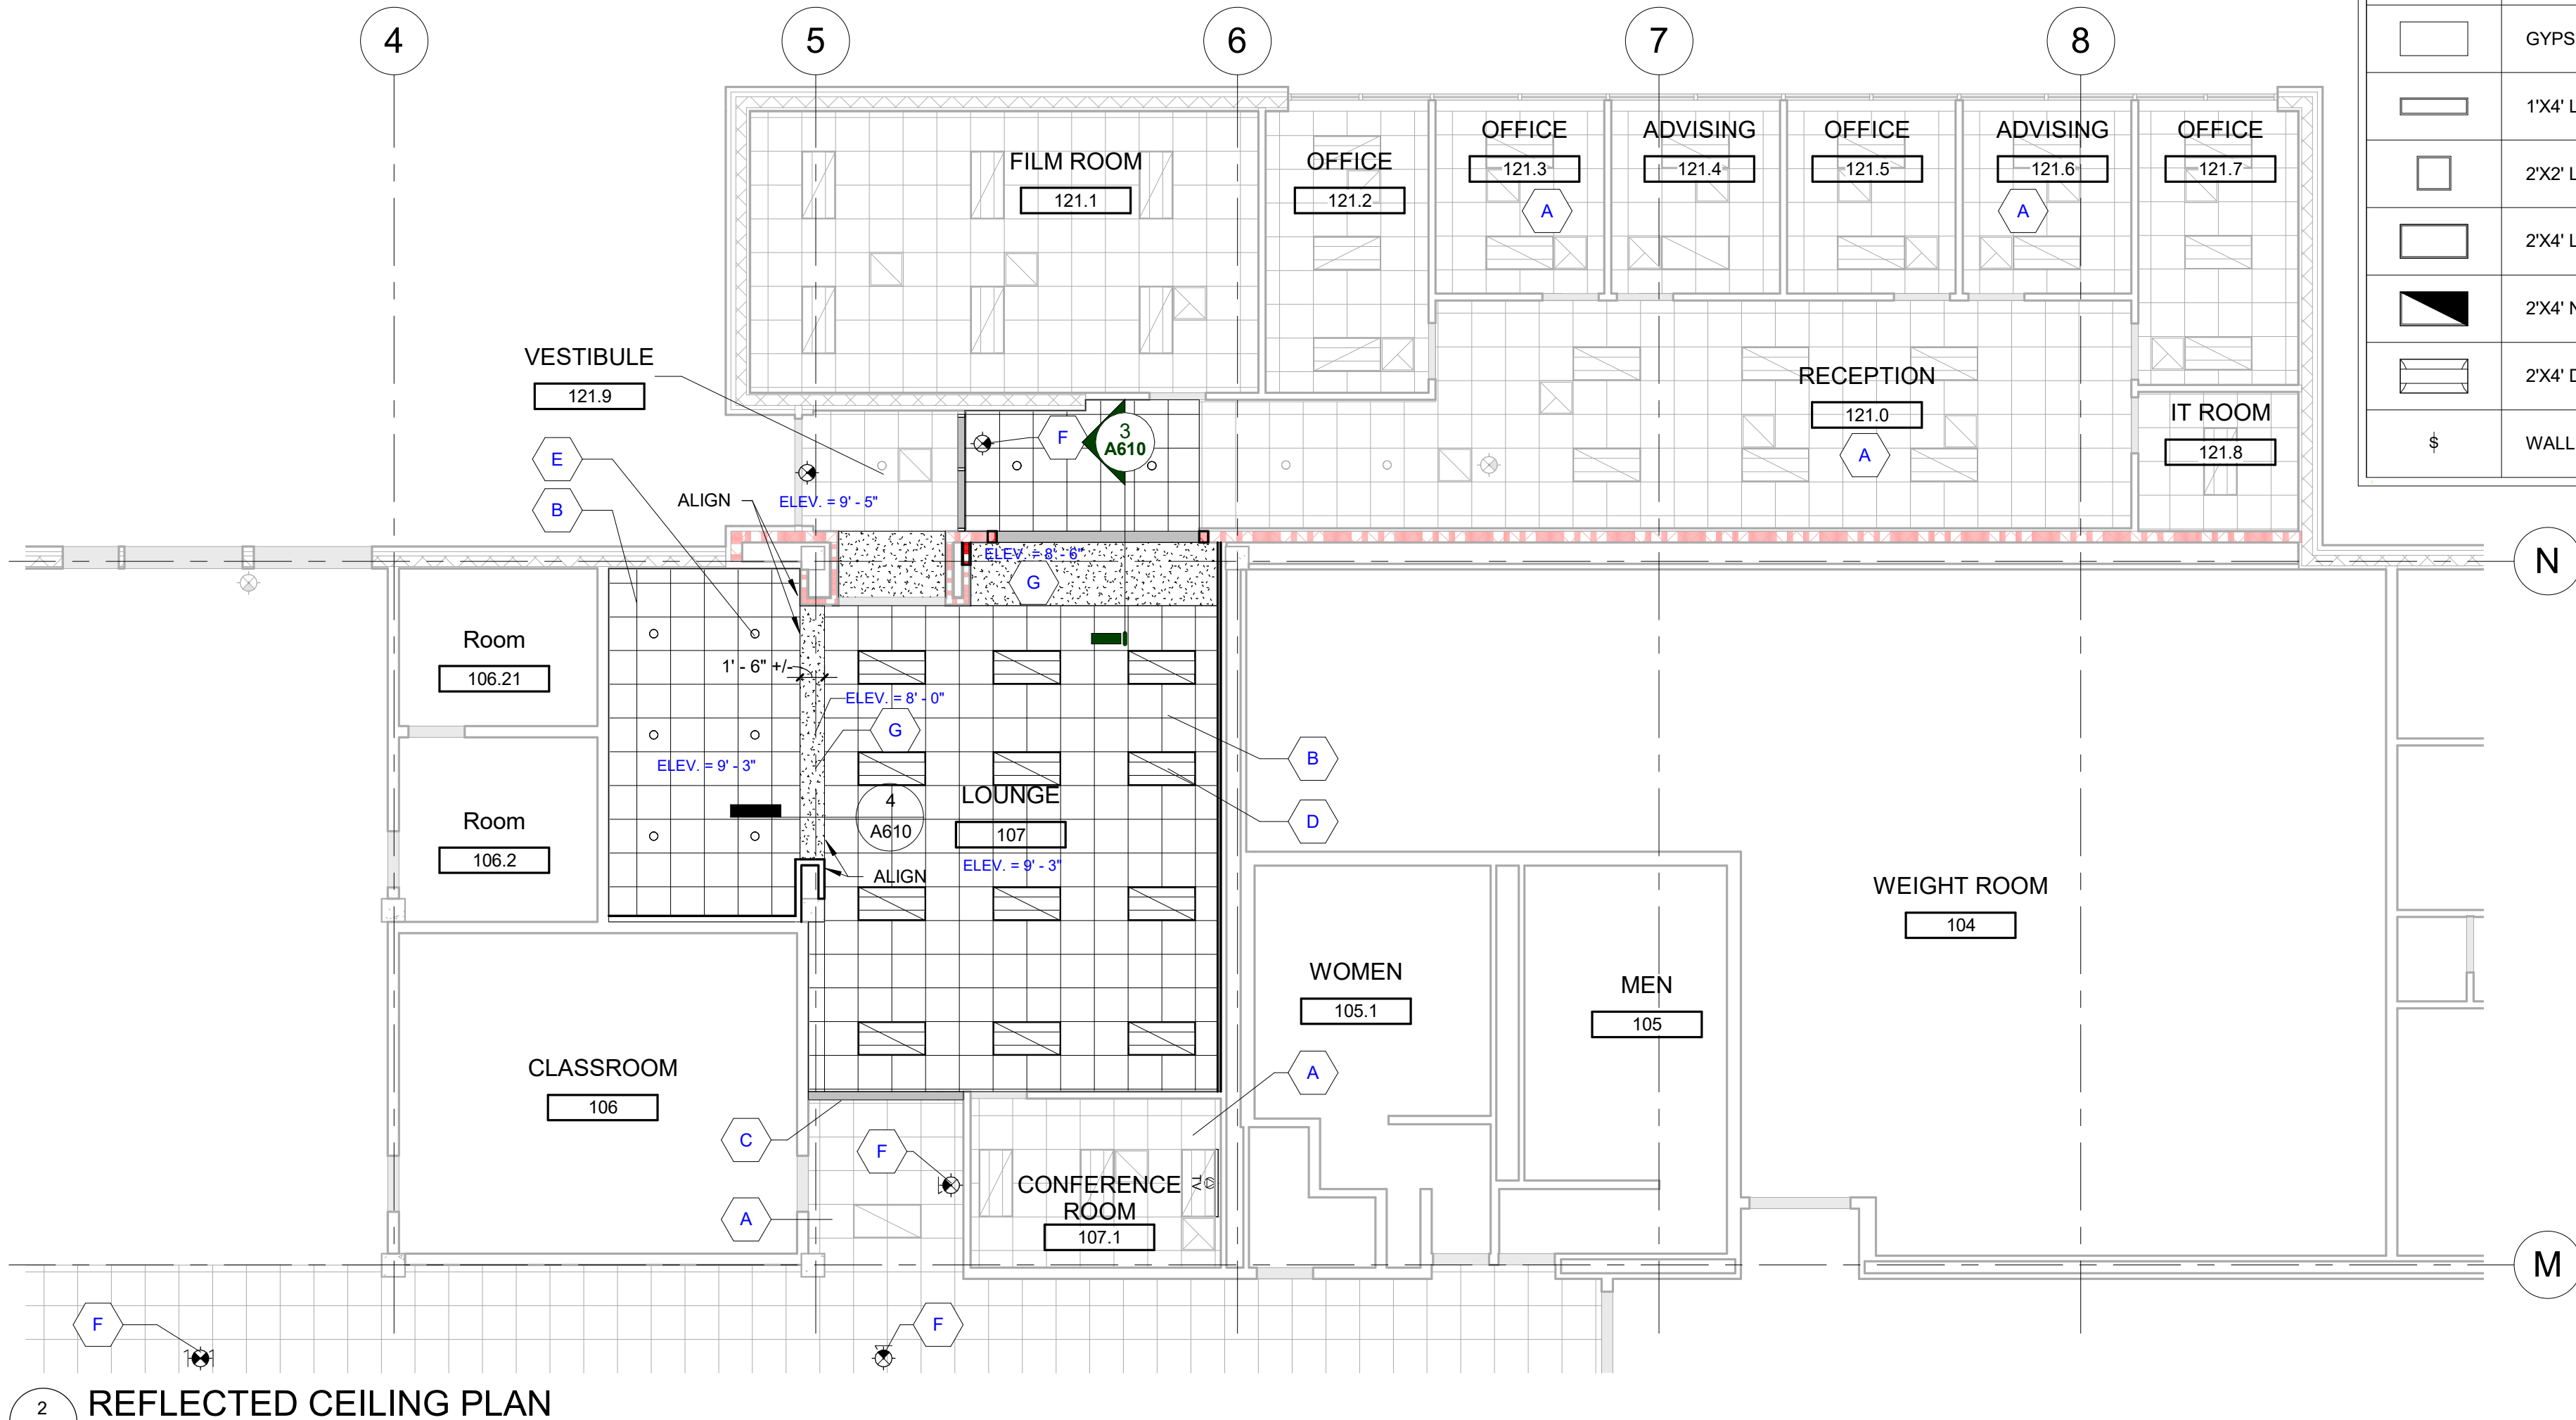 4
5
6
7
8
GYPS
1'X4' L
2'X2' L
2'X4' L
2'X4' N
2'X4' D
$
WALL
FILM ROOM
121.1
OFFICE
121.2
OFFICE
121.3
A
ADVISING
121.4
OFFICE
121.5
ADVISING
121.6
A
OFFICE
121.7
VESTIBULE
121.9
RECEPTION
121.0
A
IT ROOM
121.8
F
3
A610
E
B
ALIGN
ELEV. = 9' - 5"
ELEV. = 8' - 6"
G
N
Room
106.21
1' - 6" +/-
ELEV. = 8' - 0"
G
B
ELEV. = 9' - 3"
D
4
A610
LOUNGE
107
ELEV. = 9' - 3"
ALIGN
Room
106.2
WEIGHT ROOM
104
WOMEN
105.1
MEN
105
CLASSROOM
106
A
C
F
A
CONFERENCE
ROOM
107.1
TV
M
F
F
2
REFLECTED CEILING PLAN